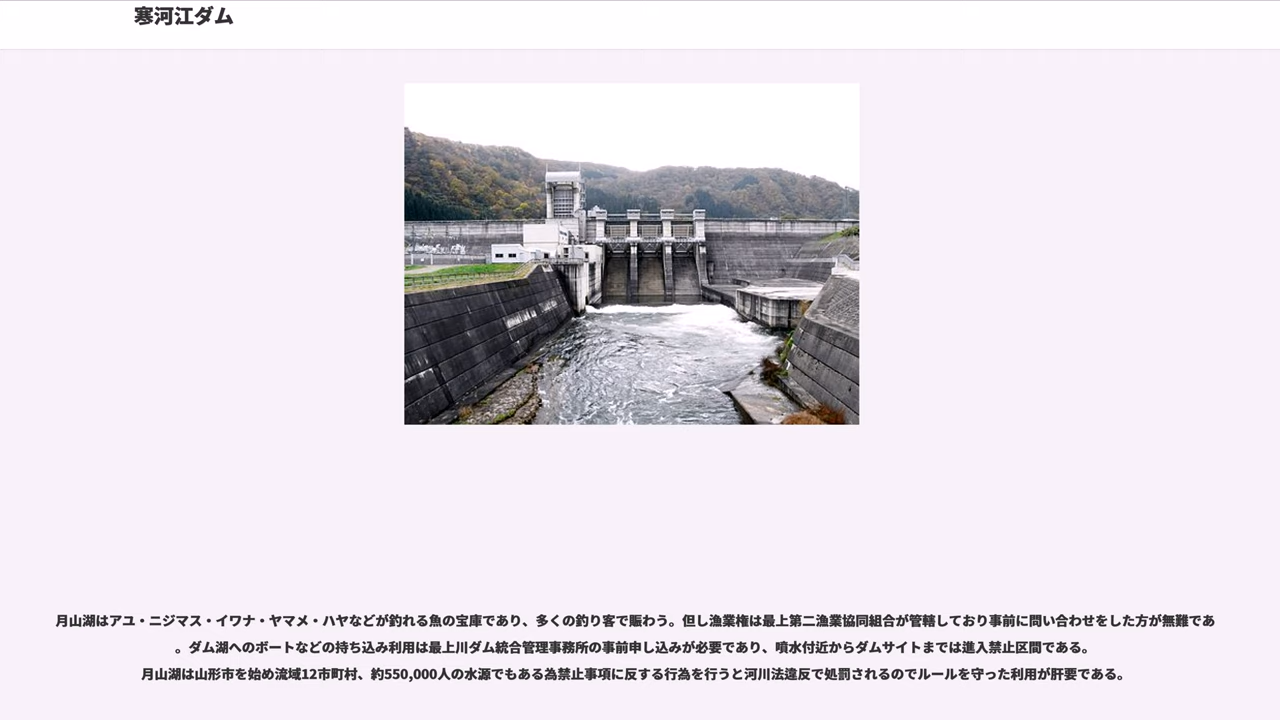 寒河江ダム
月山湖はアユ・ニジマス・イワナ・ヤマメ・ハヤなどが釣れる魚の宝庫であり、多くの釣り客で賑わう。但し漁業権は最上第二漁業協同組合が管轄しており事前に問い合わせをした方が無難であ
。ダム湖へのボートなどの持ち込み利用は最上川ダム統合管理事務所の事前申し込みが必要であり、噴水付近からダムサイトまでは進入禁止区間である。
月山湖は山形市を始め流域12市町村、約550,000人の水源でもある為禁止事項に反する行為を行うと河川法違反で処罰されるのでルールを守った利用が肝要である。